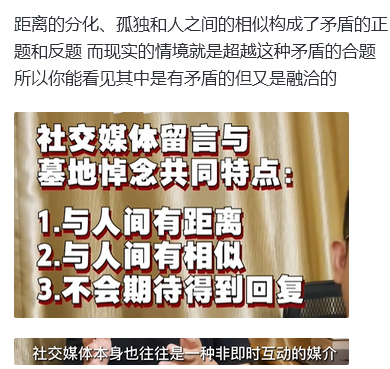 距离的分化、孤独和人之间的相似构成了矛盾的正
题和反题 而现实的情境就是超越这种矛盾的合题
所以你能看见其中是有矛盾的但又是融洽的
社交媒体留言与
墓地悼念共同特点：
1.与人间有距离
2.与人间有相似
3.不会期待得到回复
社交媒体本身也往往是一种非即时互动的媒介